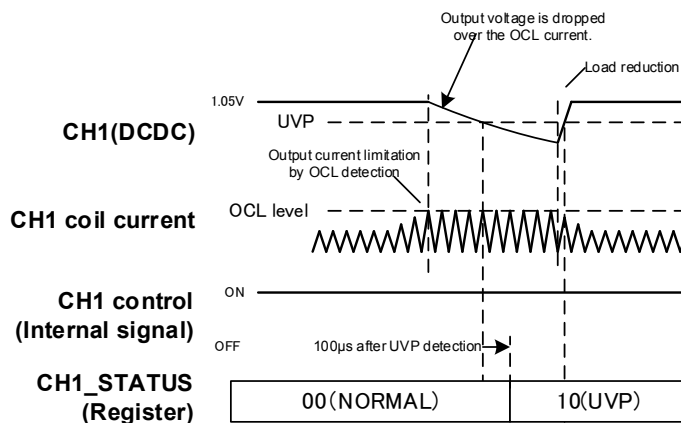 Output voltage is dropped
over the OCL current.
Load reduction
1.05V
UVP
CH1(DCDC)
Output current limitation
by OCL detection
OCL level
CH1 coil current
ON
CH1 control
(Internal signal)
OFF
100μs after UVP detection
CH1_STATUS
(Register)
00(NORMAL)
10(UVP)